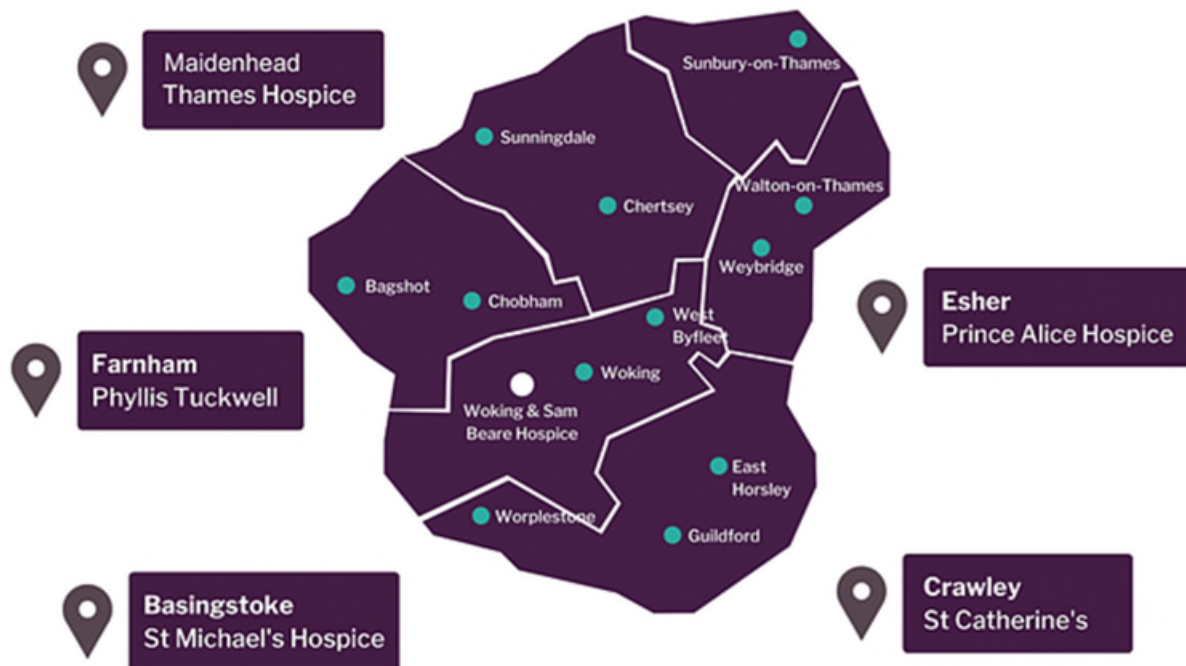 Maidenhead
Thames Hospice
Sunbury-on-Thames
Sunningdale
Walton-on-Thames
Chertsey
Weybridge
Bagshot
Chobham
West
Byfleet
Esher
Prince Alice Hospice
Farnham
Phyllis Tuckwell
Woking
Woking & Sam
Beare Hospice
East
Horsley
Worplestone
Guildford
Basingstoke
St Michael's Hospice
Crawley
St Catherine's